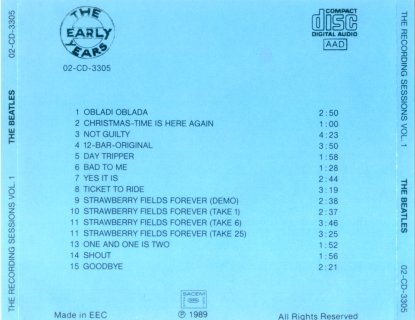 THE RECORDING SESSIONS VOL. 1
THE BEATLES
02-CD-3305
THE
EARLY
YEARS
02-CD-3305
COMPACT
disc
DIGITAL AUDIO
AAD
1 OBLADI OBLADA 2:50
2 CHRISTMAS-TIME IS HERE AGAIN 1:00
3 NOT GUILTY 4:23
4 12-BAR-ORIGINAL 3:50
5 DAY TRIPPER 1:58
6 BAD TO ME 1:28
7 YES IT IS 2:44
8 TICKET TO RIDE 3:19
9 STRAWBERRY FIELDS FOREVER (DEMO) 2:38
10 STRAWBERRY FIELDS FOREVER (TAKE 1) 2:37
11 STRAWBERRY FIELDS FOREVER (TAKE 6) 3:46
11 STRAWBERRY FIELDS FOREVER (TAKE 25) 3:25
13 ONE AND ONE IS TWO 1:52
14 SHOUT 1:56
15 GOODBYE 2:21
Made in EEC
SACEM
℗ 1989
All Rights Reserved
THE RECORDING SESSIONS VOL. 1
THE BEATLES
02-CD-3305